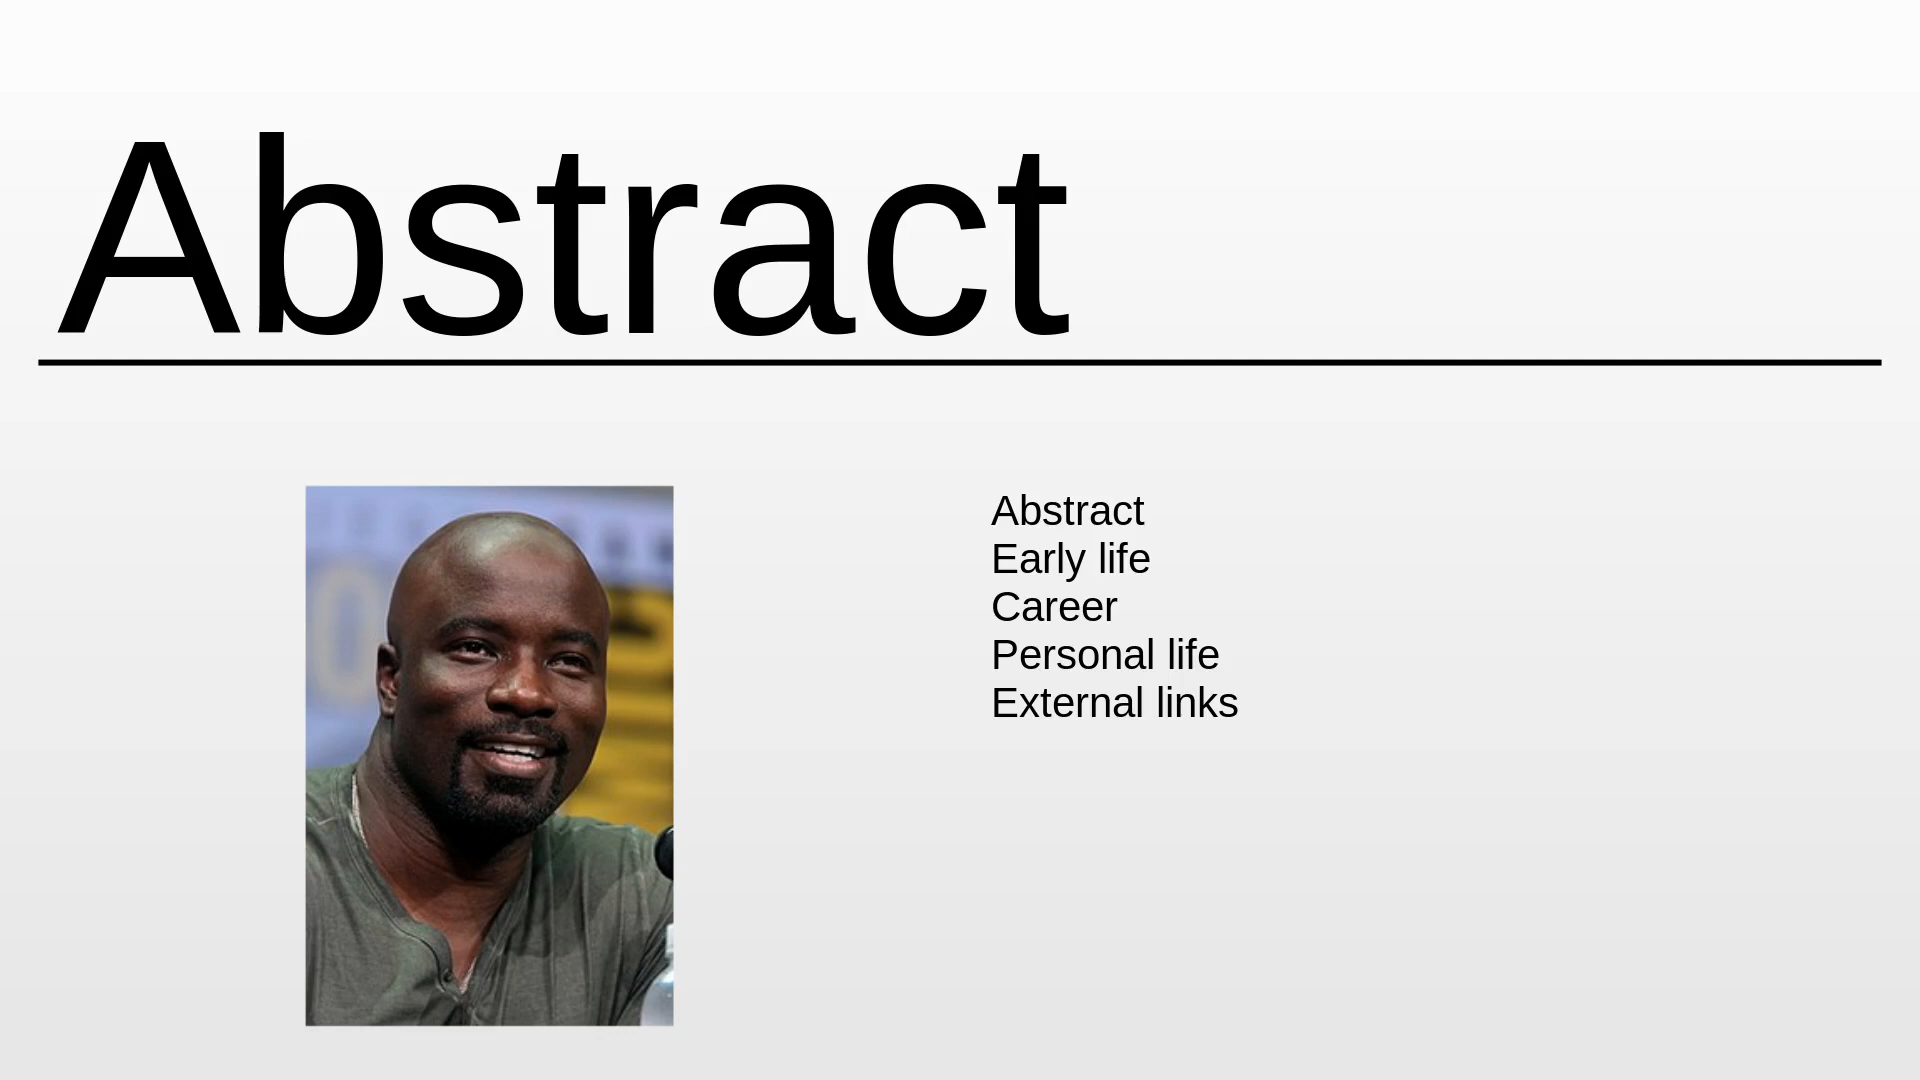 Abstract
Abstract
Early life
Career
Personal life
External links